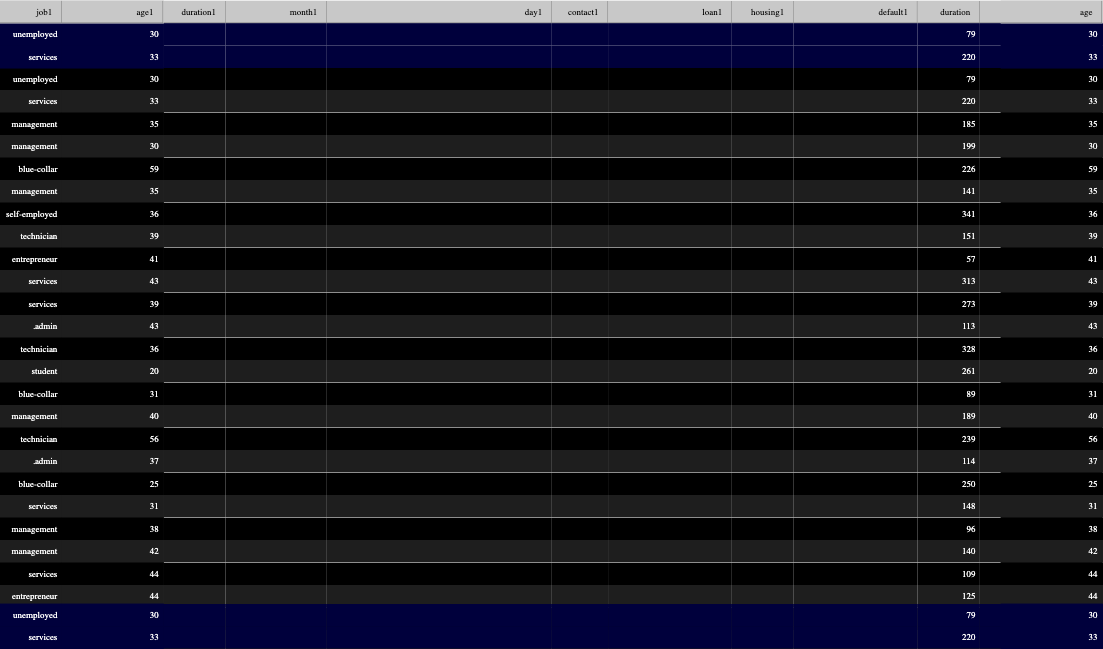 job1 age1 duration1 month1 day1 contact1 loan1 housing1 default1 duration age
unemployed 30 79 30
services 33 220 33
unemployed 30 79 30
services 33 220 33
management 35 185 35
management 30 199 30
blue-collar 59 226 59
management 35 141 35
self-employed 36 341 36
technician 39 151 39
entrepreneur 41 57 41
services 43 313 43
services 39 273 39
.admin 43 113 43
technician 36 328 36
student 20 261 20
blue-collar 31 89 31
management 40 189 40
technician 56 239 56
.admin 37 114 37
blue-collar 25 250 25
services 31 148 31
management 38 96 38
management 42 140 42
services 44 109 44
entrepreneur 44 125 44
unemployed 30 79 30
services 33 220 33